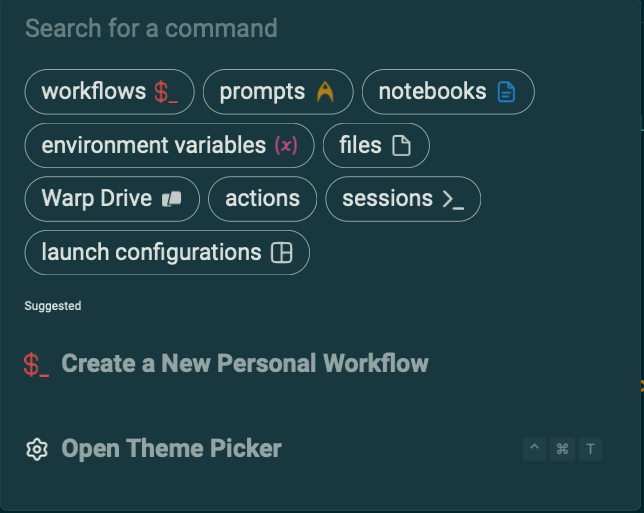 Search for a command
workflows $_ prompts notebooks
environment variables (x) files
Warp Drive actions sessions >_
launch configurations
Suggested
$_ Create a New Personal Workflow
Open Theme Picker ^ ⌘ T